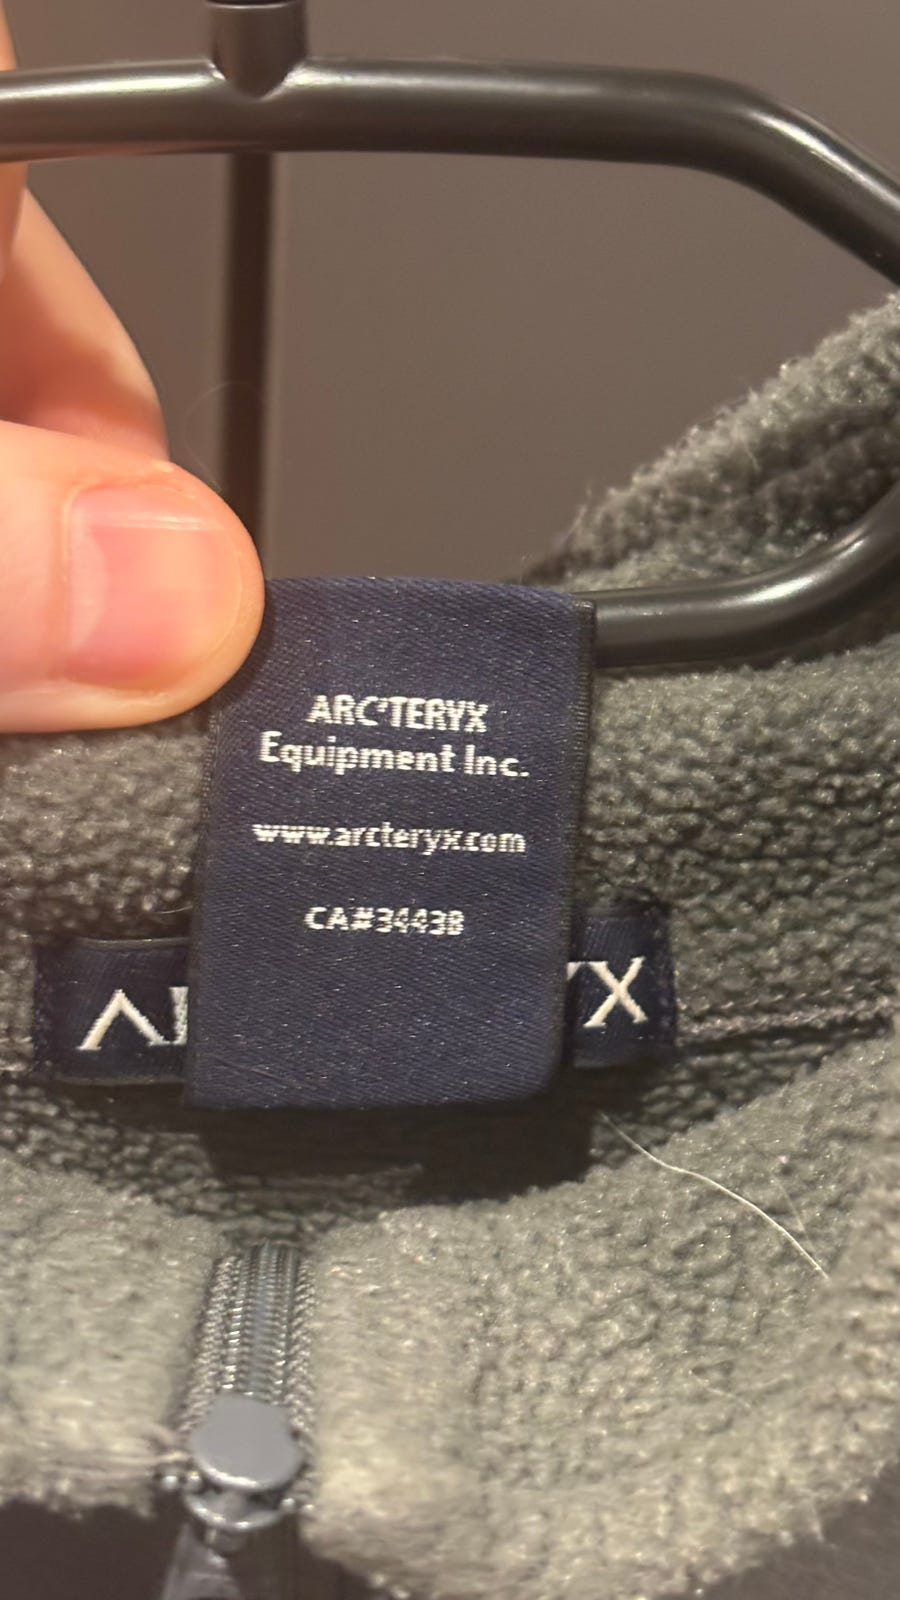 ARC'TERYX
Equipment Inc.
www.arcteryx.com
CA#34438